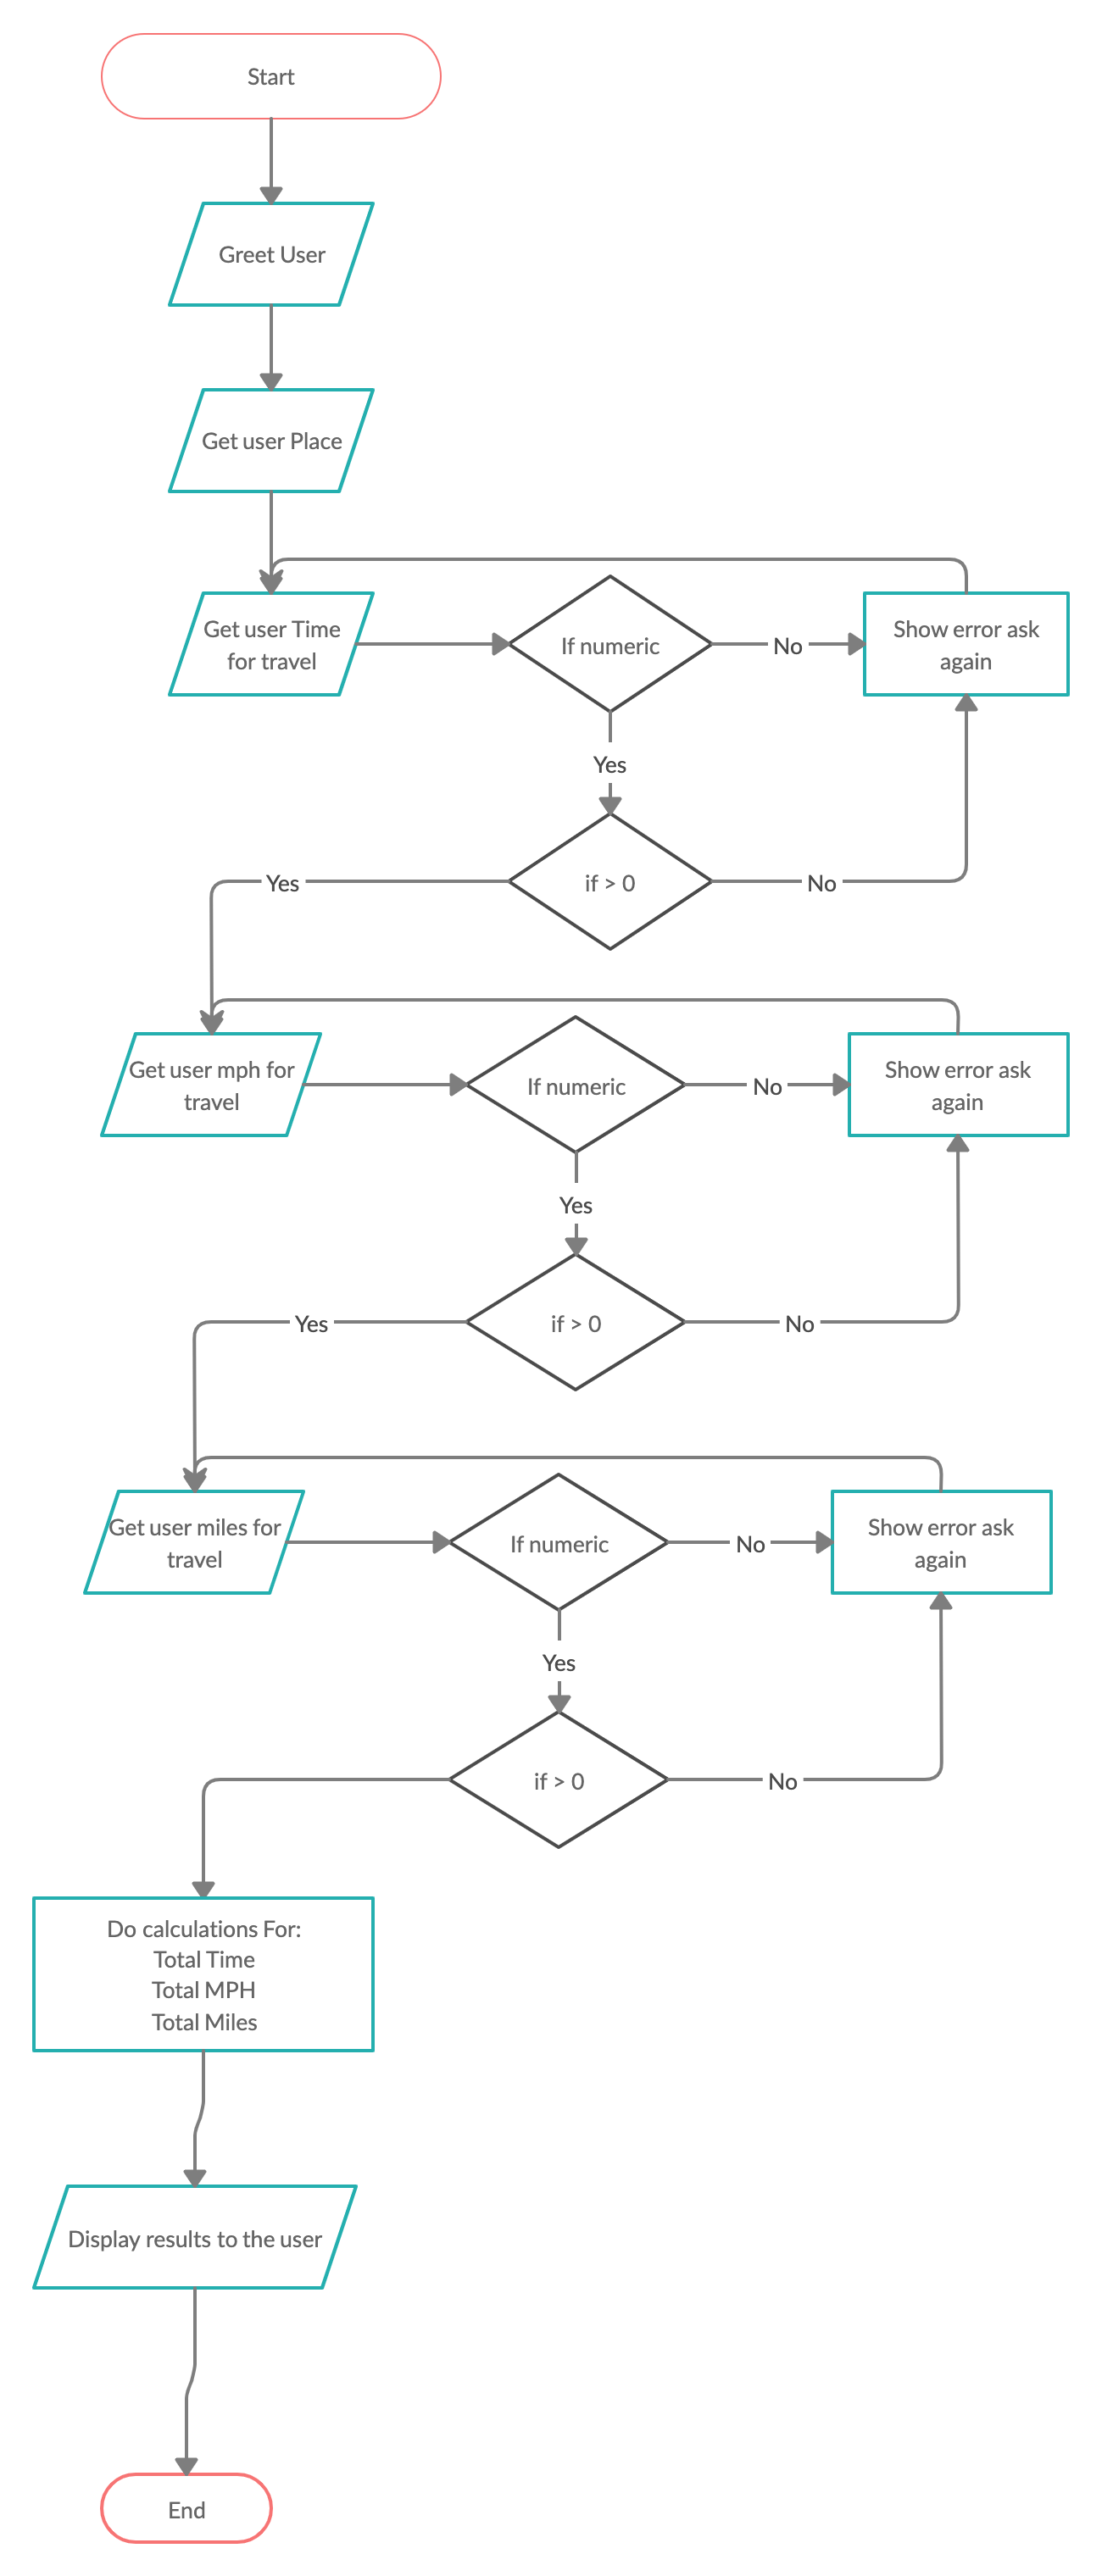 Start
Greet User
Get user Place
Get user Time
for travel
If numeric
No
Show error ask
again
Yes
if > 0
Yes
No
Get user mph for
travel
If numeric
No
Show error ask
again
Yes
if > 0
Yes
No
Get user miles for
travel
If numeric
No
Show error ask
again
Yes
if > 0
No
Do calculations For:
Total Time
Total MPH
Total Miles
Display results to the user
End